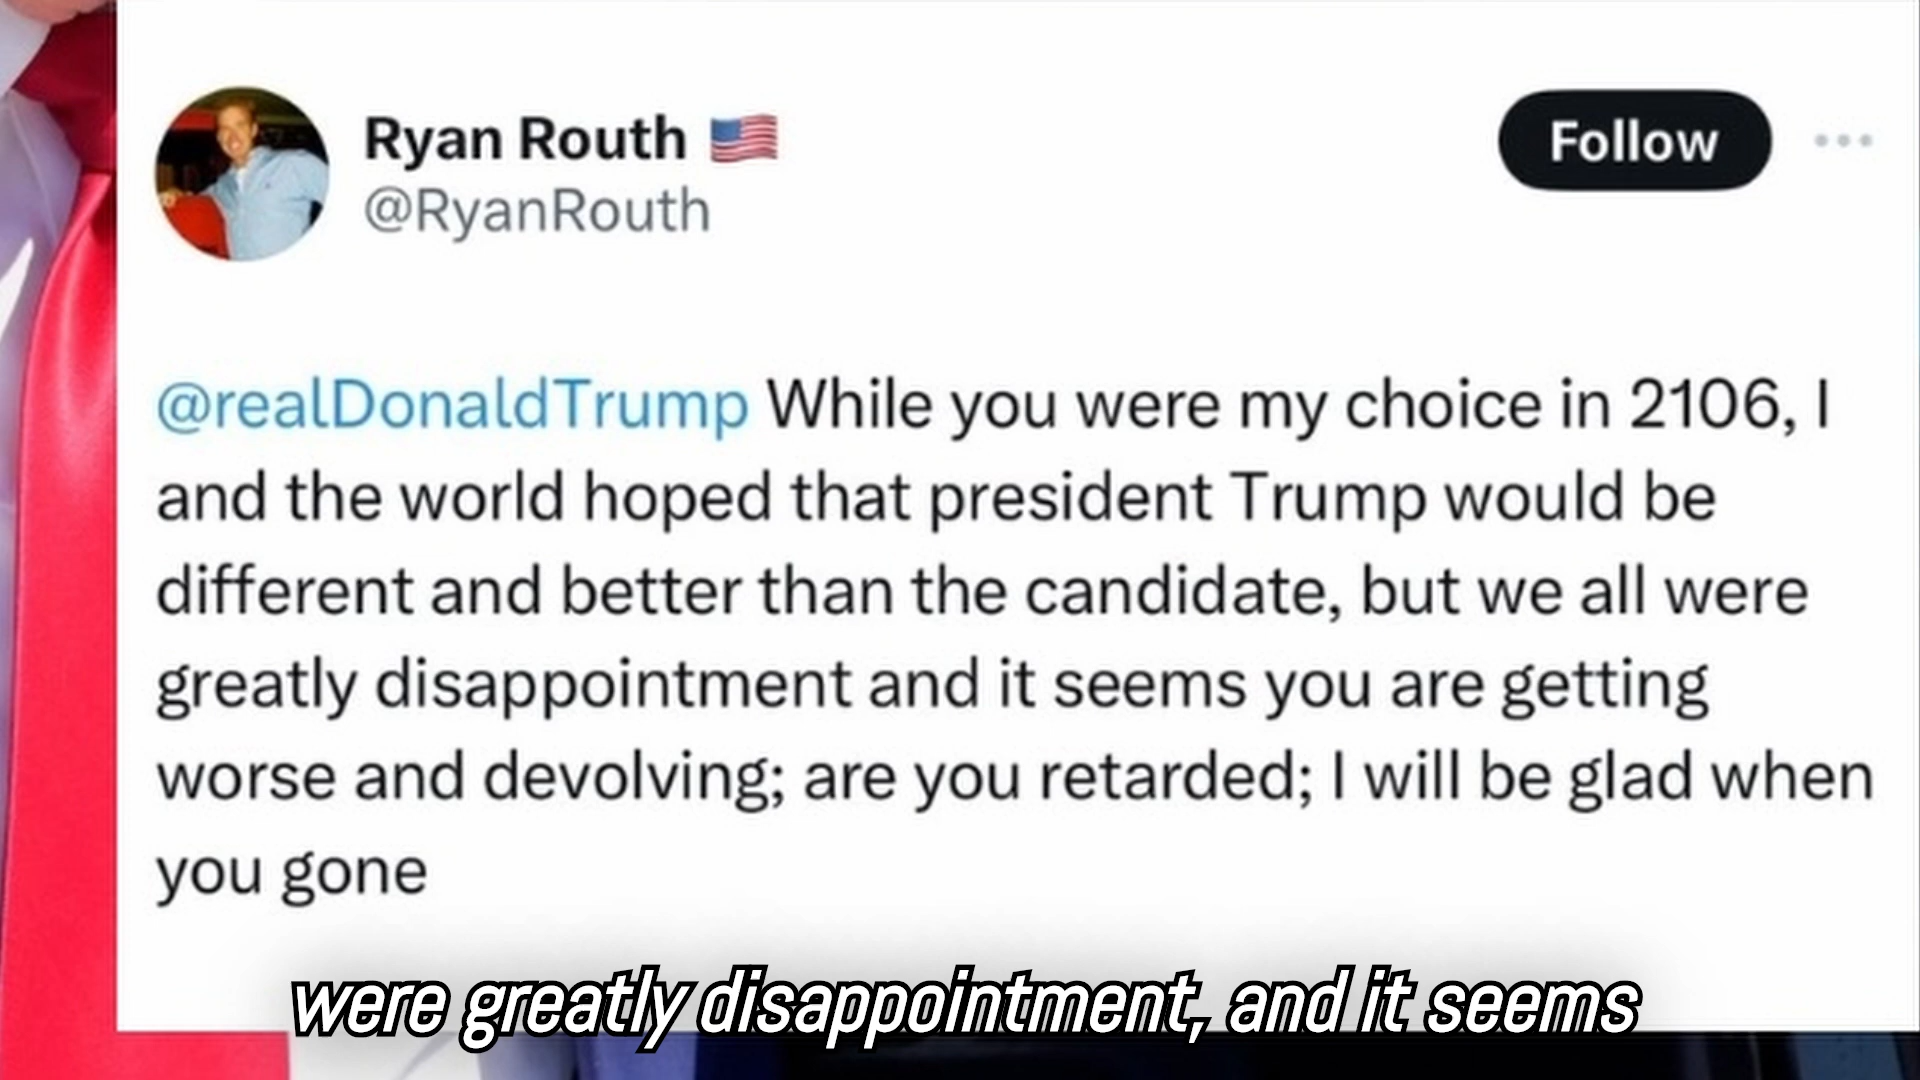 Ryan Routh 🇺🇸
@RyanRouth
Follow
@realDonaldTrump While you were my choice in 2106, I
and the world hoped that president Trump would be
different and better than the candidate, but we all were
greatly disappointment and it seems you are getting
worse and devolving; are you retarded; I will be glad when
you gone
were greatly disappointment, and it seems